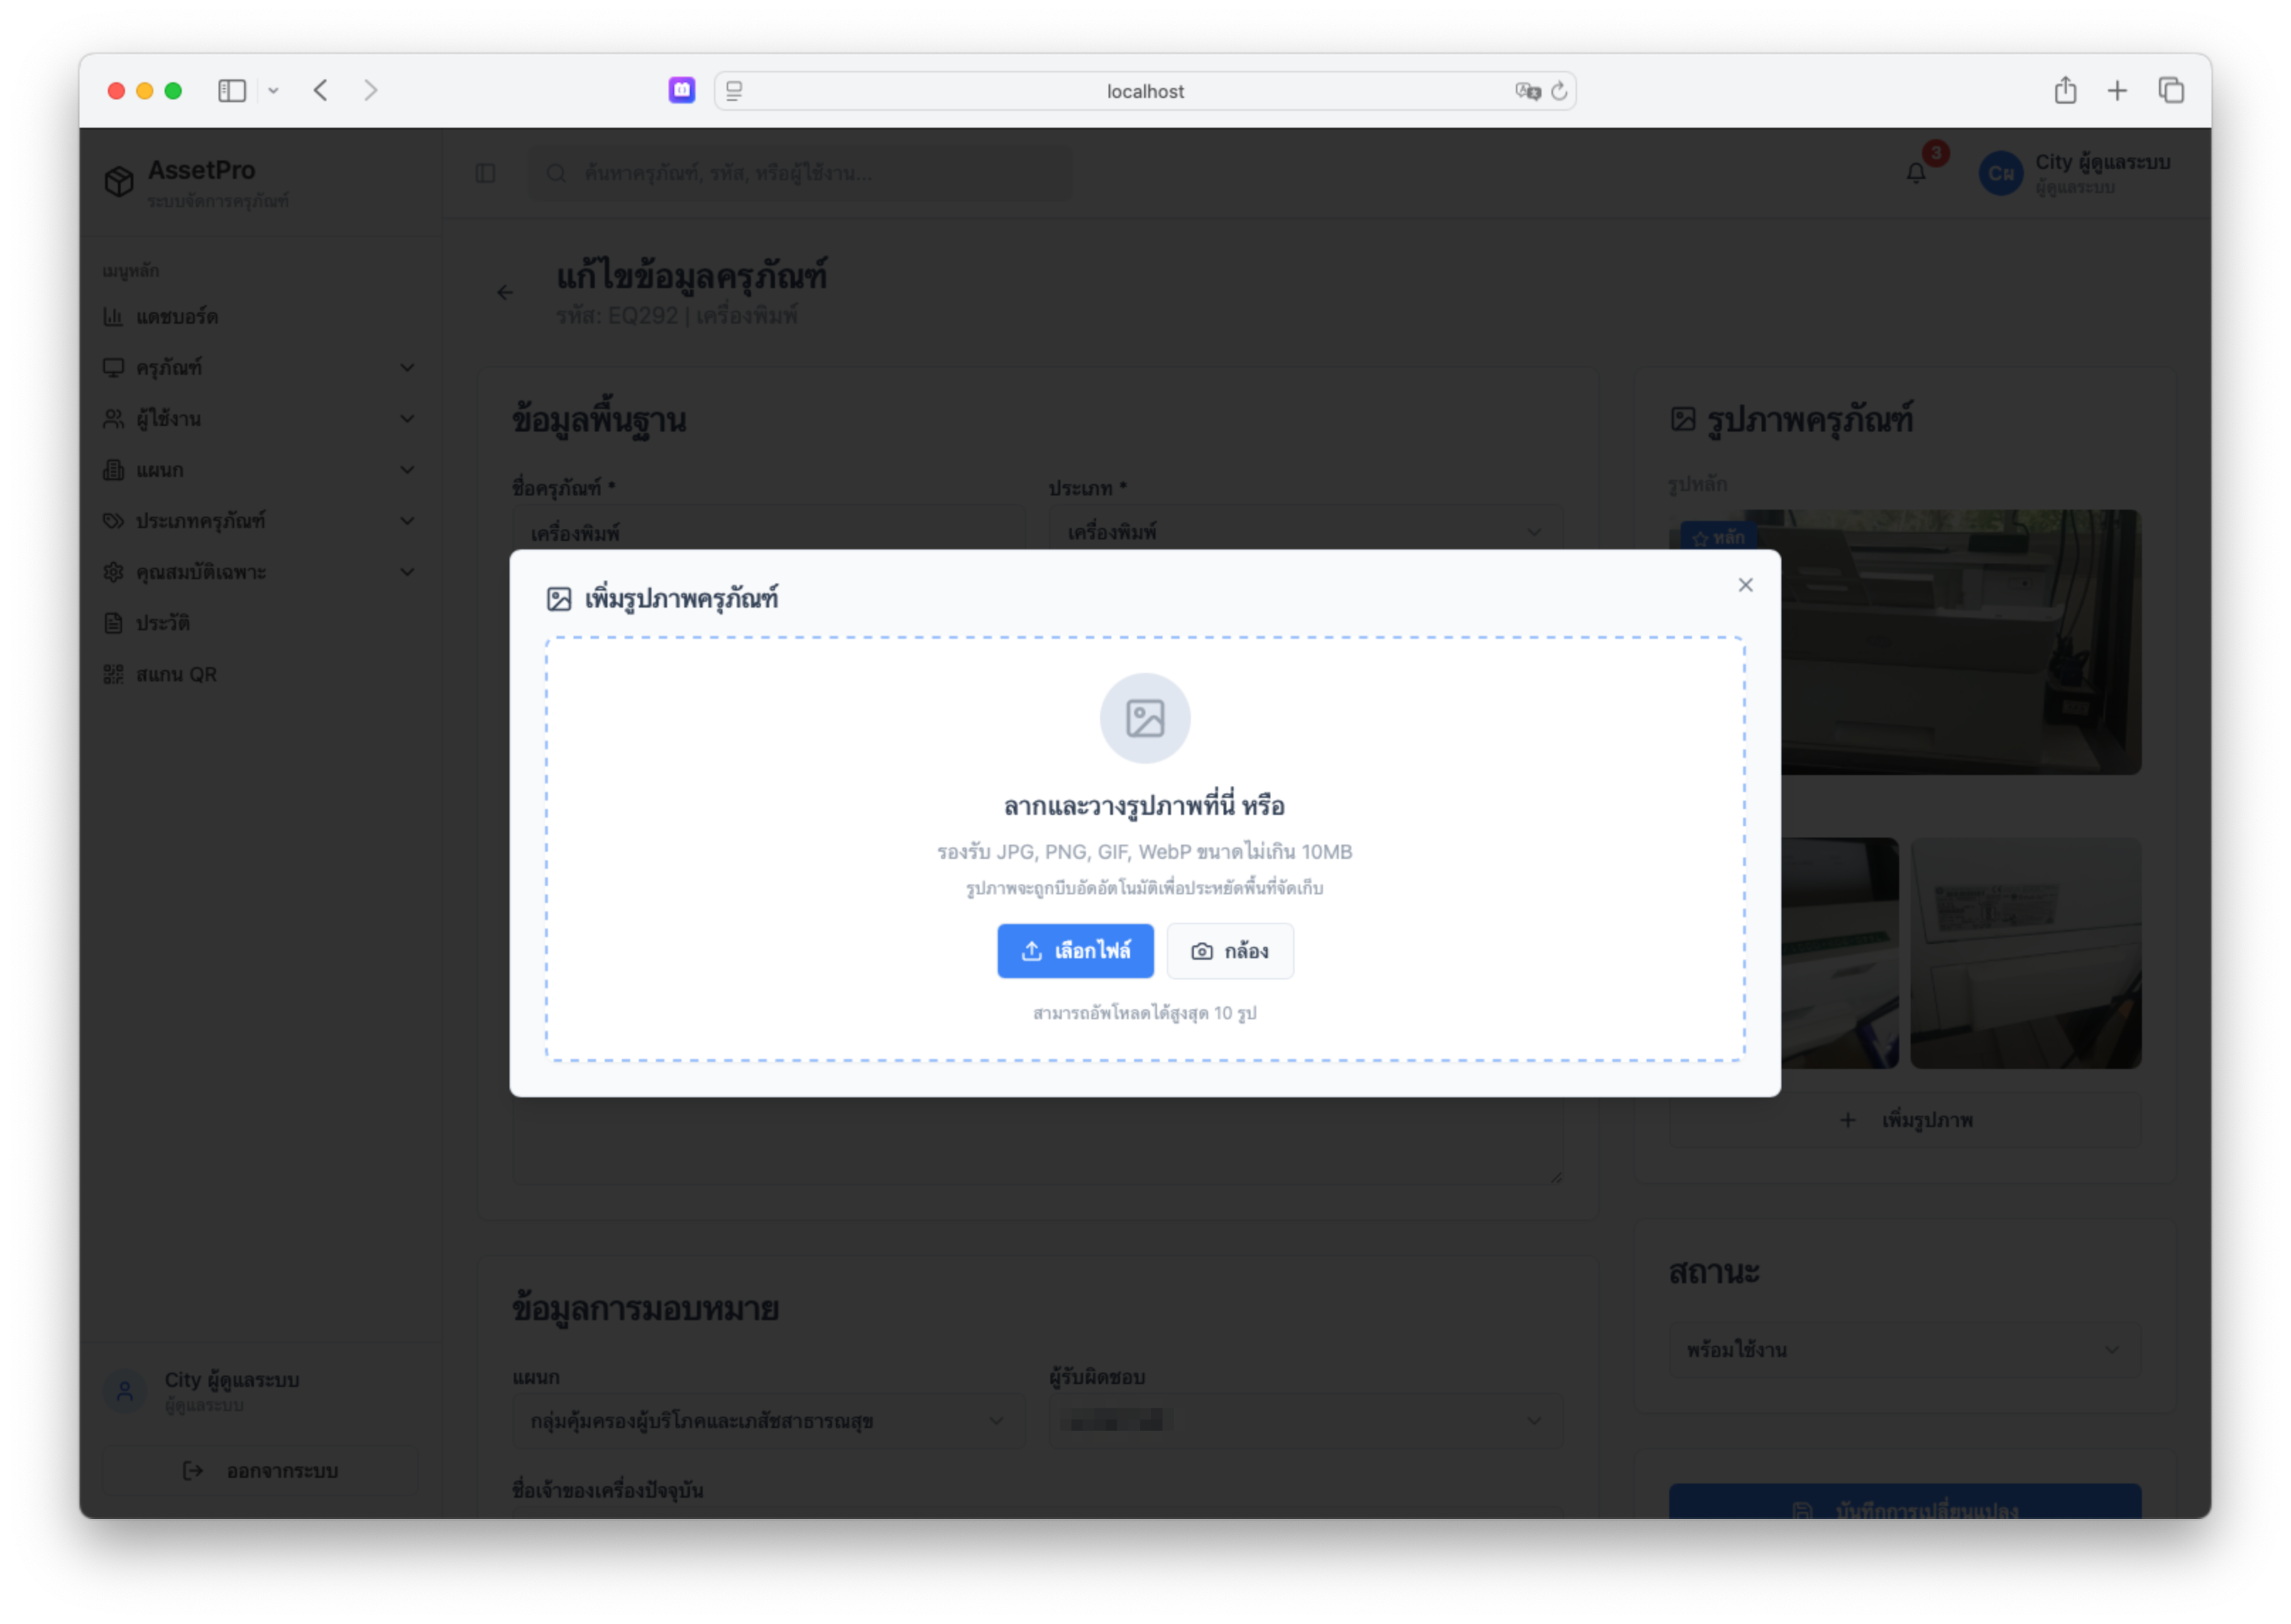 localhost
AssetPro
ระบบจัดการครุภัณฑ์
ค้นหาครุภัณฑ์, รหัส, หรือผู้ใช้งาน...
3
Cผ
City ผู้ดูแลระบบ
ผู้ดูแลระบบ
เมนูหลัก
แดชบอร์ด
ครุภัณฑ์
ผู้ใช้งาน
แผนก
ประเภทครุภัณฑ์
คุณสมบัติเฉพาะ
ประวัติ
สแกน QR
City ผู้ดูแลระบบ
ผู้ดูแลระบบ
ออกจากระบบ
แก้ไขข้อมูลครุภัณฑ์
รหัส: EQ292 | เครื่องพิมพ์
ข้อมูลพื้นฐาน
ชื่อครุภัณฑ์ *
ประเภท *
เครื่องพิมพ์
เครื่องพิมพ์
รูปภาพครุภัณฑ์
รูปหลัก
หลัก
เพิ่มรูปภาพครุภัณฑ์
ลากและวางรูปภาพที่นี่ หรือ
รองรับ JPG, PNG, GIF, WebP ขนาดไม่เกิน 10MB
รูปภาพจะถูกบีบอัดอัตโนมัติเพื่อประหยัดพื้นที่จัดเก็บ
เลือกไฟล์
กล้อง
สามารถอัพโหลดได้สูงสุด 10 รูป
เพิ่มรูปภาพ
ข้อมูลการมอบหมาย
แผนก
ผู้รับผิดชอบ
กลุ่มคุ้มครองผู้บริโภคและเภสัชสาธารณสุข
ชื่อเจ้าของเครื่องปัจจุบัน
สถานะ
พร้อมใช้งาน
บันทึกการเปลี่ยนแปลง